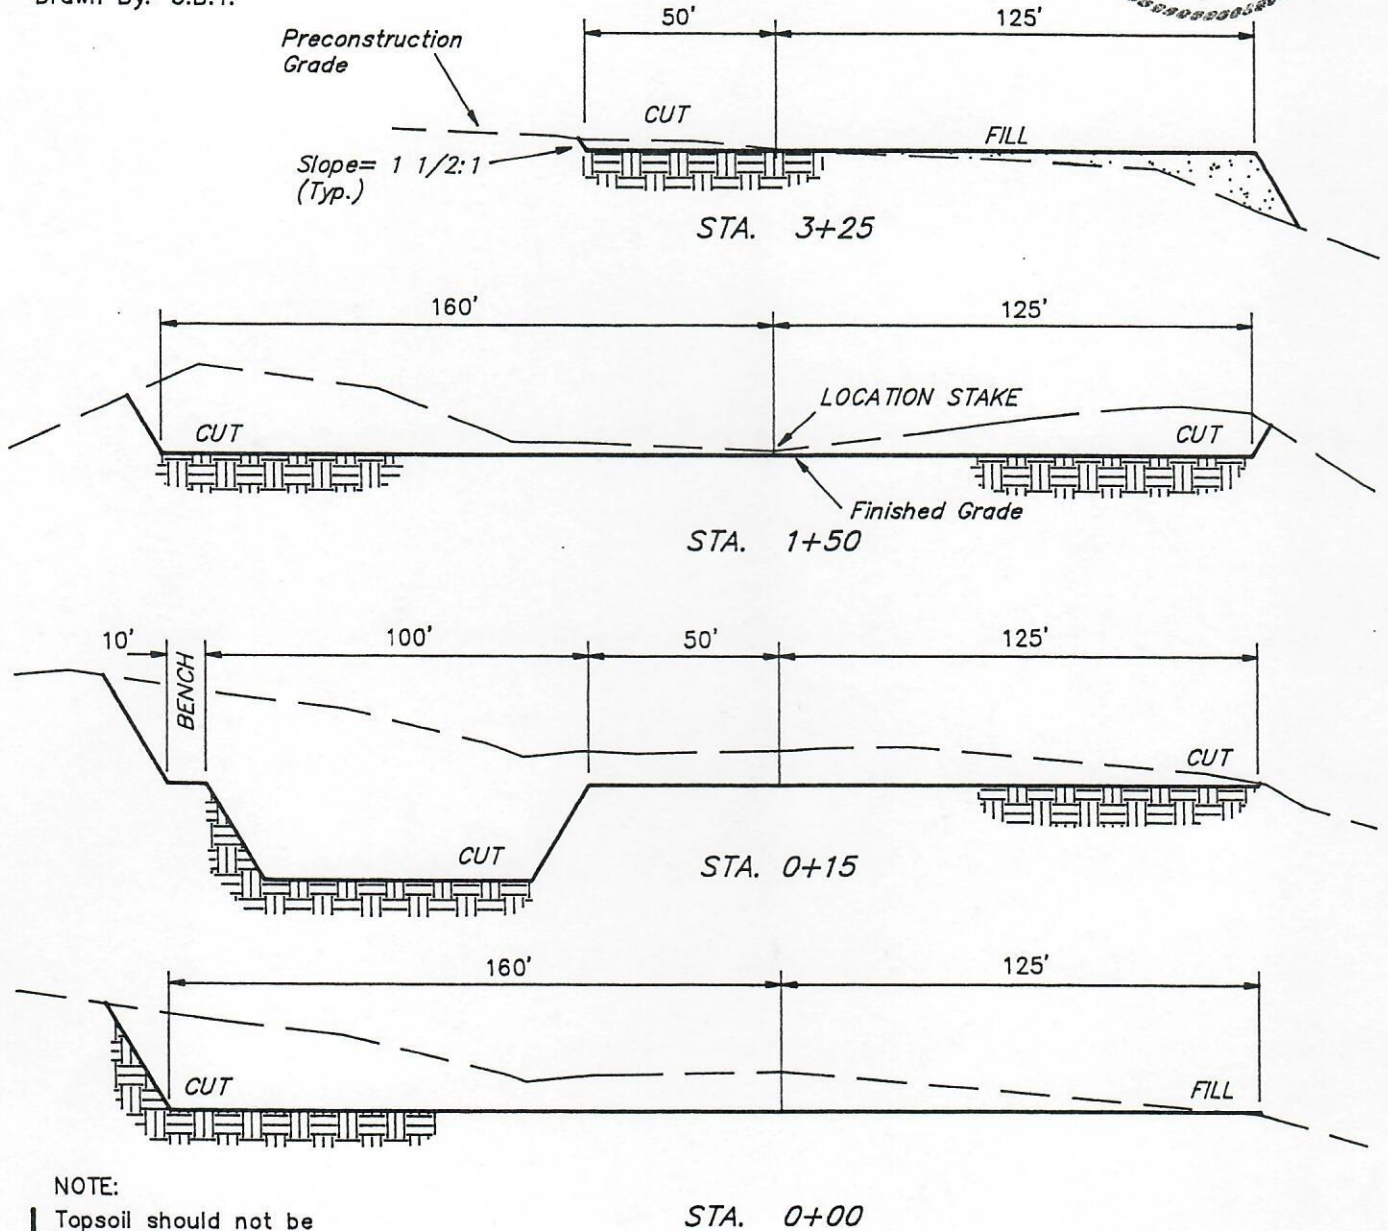 50'
125'
Preconstruction
Grade
CUT
FILL
Slope= 1 1/2:1
(Typ.)
STA. 3+25
160'
125'
LOCATION STAKE
CUT
CUT
Finished Grade
STA. 1+50
10'
BENCH
100'
50'
125'
CUT
CUT
STA. 0+15
160'
125'
CUT
FILL
NOTE:
Topsoil should not be
STA. 0+00